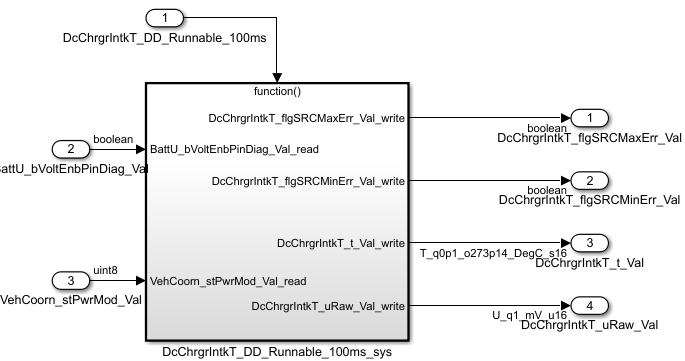 1
DcChrgrIntkT_DD_Runnable_100ms
function()
DcChrgrIntkT_flgSRCMaxErr_Val_write
1
boolean
DcChrgrIntkT_flgSRCMaxErr_Val
boolean
2
BattU_bVoltEnbPinDiag_Val_read
BattU_bVoltEnbPinDiag_Val
DcChrgrIntkT_flgSRCMinErr_Val_write
2
boolean
DcChrgrIntkT_flgSRCMinErr_Val
DcChrgrIntkT_t_Val_write
3
T_q0p1_o273p14_DegC_s16
DcChrgrIntkT_t_Val
uint8
3
VehCoorn_stPwrMod_Val_read
VehCoorn_stPwrMod_Val
DcChrgrIntkT_uRaw_Val_write
4
U_q1_mV_u16
DcChrgrIntkT_uRaw_Val
DcChrgrIntkT_DD_Runnable_100ms_sys